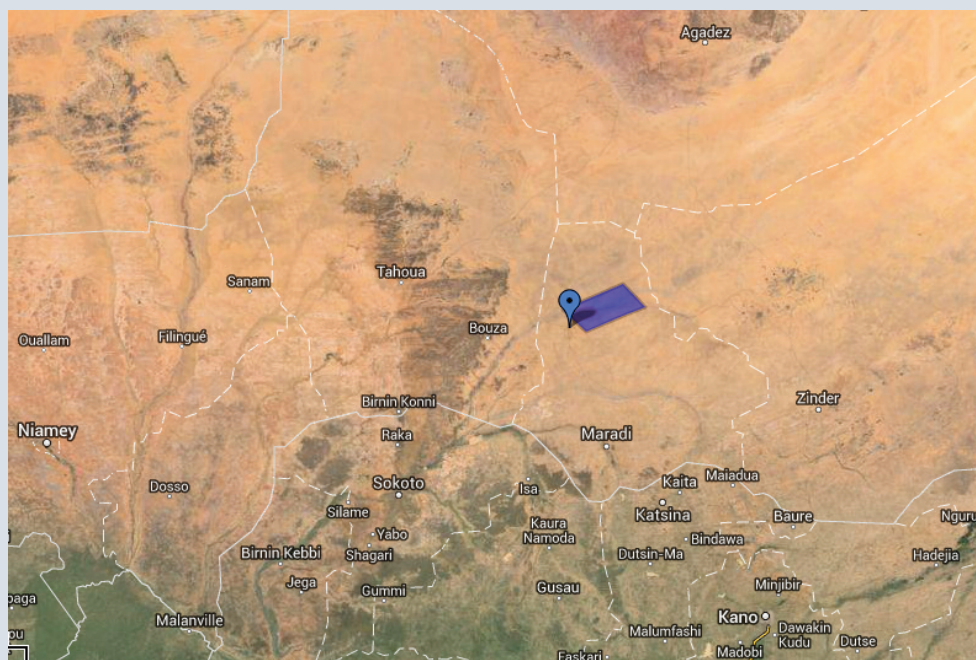 Agadez
Tahoua
Sanam
Bouza
Filingué
Ouallam
Zinder
Birnin Konni
Niamey
Raka
Maradi
Maiadua
Sokoto
Dosso
Isa
Kaita
Silame
Katsina
Baure
Kaura
Namoda
Yabo
Bindawa
Birnin Kebbi
Shagari
Dutsin-Ma
Hadejia
Jega
Gummi
Gusau
Minjibir
Malanville
Kano
Malumfashi
Dawakin
Kudu
Dutse
Madobi